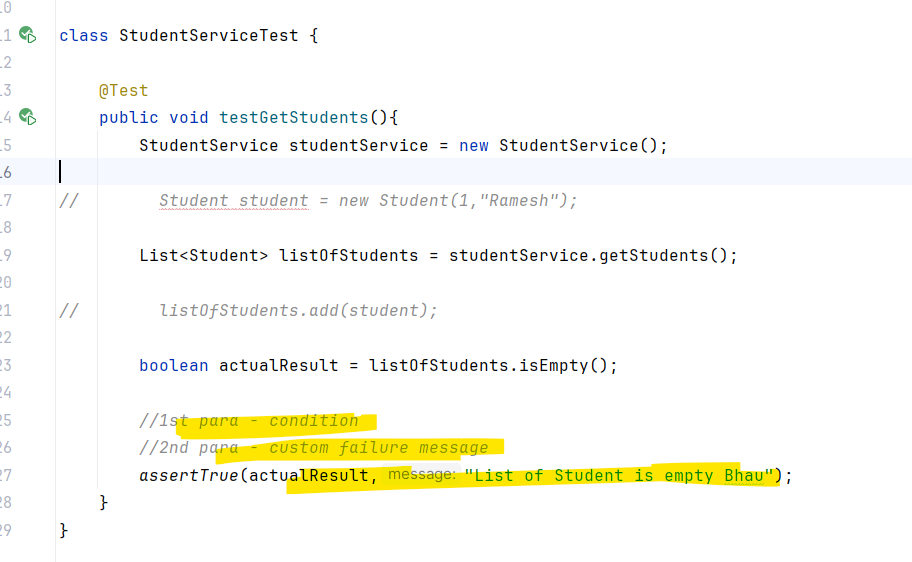 0
11 class StudentServiceTest {
12
13 @Test
14 public void testGetStudents(){
15 StudentService studentService = new StudentService();
16
17 // Student student = new Student(1,"Ramesh");
18
19 List<Student> listOfStudents = studentService.getStudents();
20
21 // listOfStudents.add(student);
22
23 boolean actualResult = listOfStudents.isEmpty();
24
25 //1st para - condition
26 //2nd para - custom failure message
27 assertTrue(actualResult, message: "List of Student is empty Bhau");
28 }
29 }